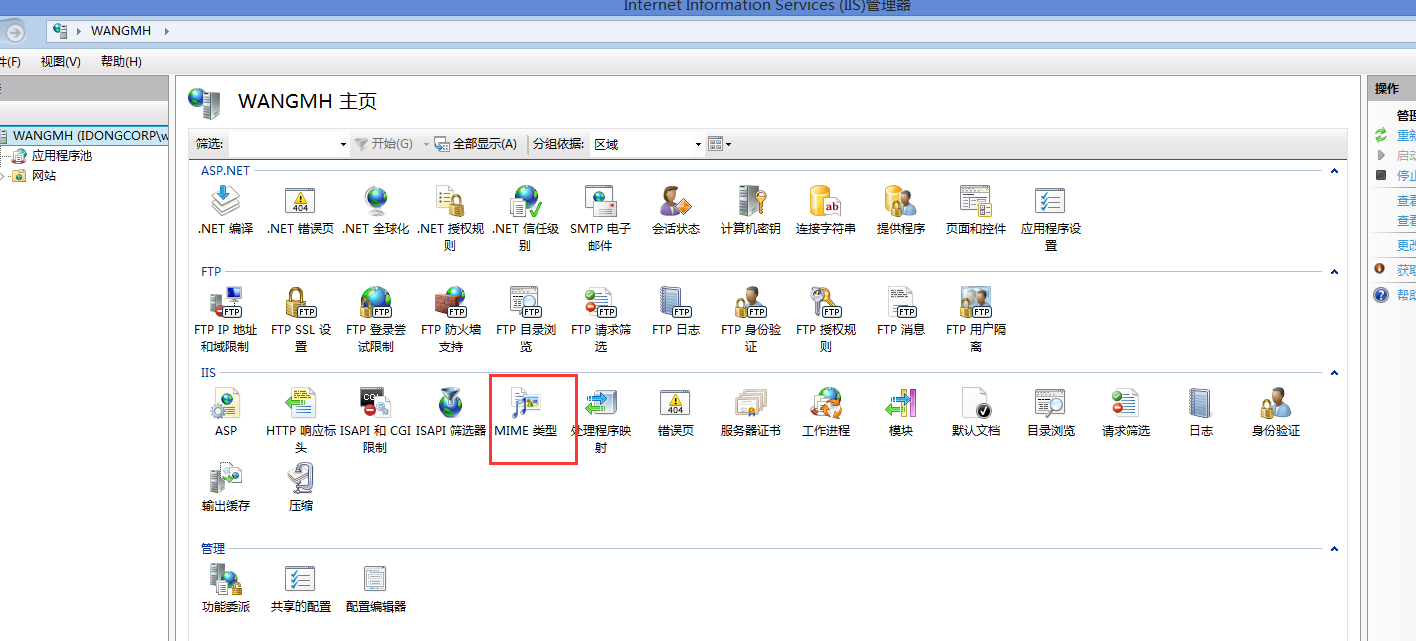 Internet Information Services (IIS)管理器
WANGMH
件(F) 视图(V) 帮助(H)
操作
WANGMH 主页
管理
WANGMH (IDONGCORP\w
应用程序池
网站
筛选: 开始(G) 全部显示(A) 分组依据: 区域
重新
启动
停止
查看
查看
更改
获取
帮助
ASP.NET
.NET 编译 .NET 错误页 .NET 全球化 .NET 授权规 .NET 信任级 SMTP 电子 会话状态 计算机密钥 连接字符串 提供程序 页面和控件 应用程序设
则 别 邮件 置
FTP
FTP IP 地址 FTP SSL 设 FTP 登录尝 FTP 防火墙 FTP 目录浏 FTP 请求筛 FTP 日志 FTP 身份验 FTP 授权规 FTP 消息 FTP 用户隔
和域限制 置 试限制 支持 览 选 证 则 离
IIS
ASP HTTP 响应标 ISAPI 和 CGI ISAPI 筛选器 MIME 类型 处理程序映 错误页 服务器证书 工作进程 模块 默认文档 目录浏览 请求筛选 日志 身份验证
头 限制 射
输出缓存 压缩
管理
功能委派 共享的配置 配置编辑器